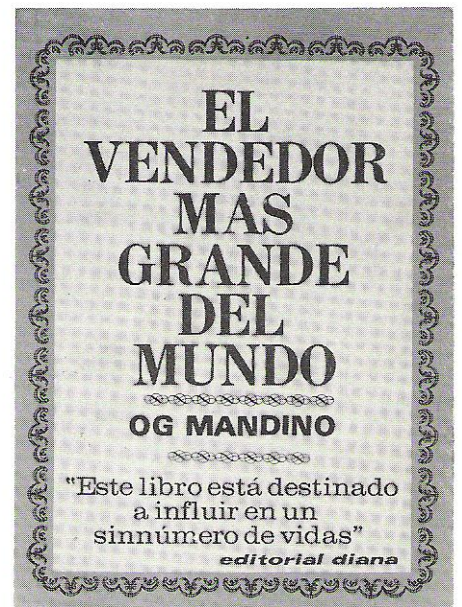 EL
VENDEDOR
MAS
GRANDE
DEL
MUNDO
OG MANDINO
"Este libro está destinado
a influir en un
sinnúmero de vidas"
editorial diana